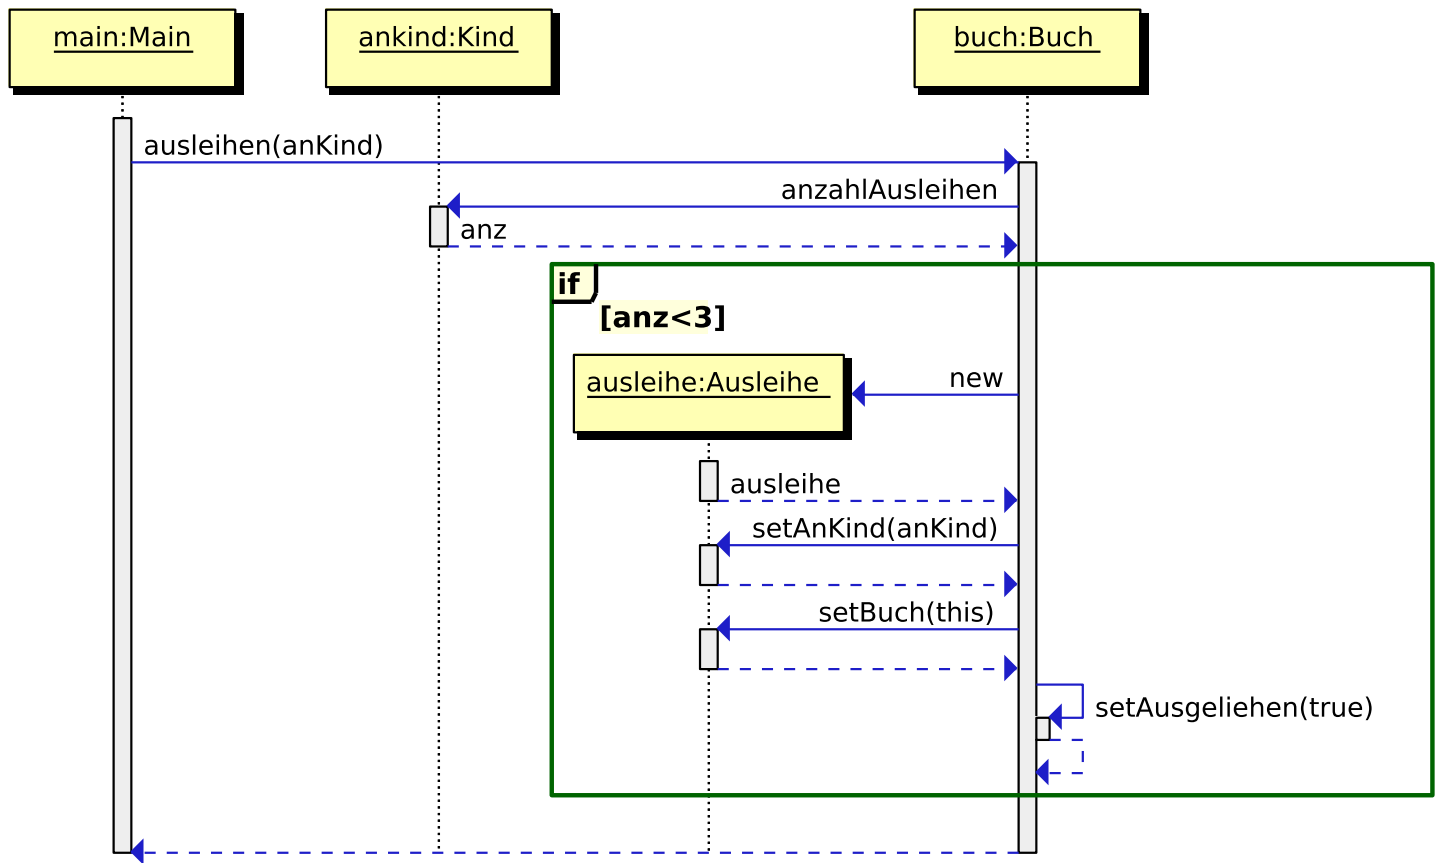 main:Main
ankind:Kind
buch:Buch
ausleihen(anKind)
anzahlAusleihen
anz
if
[anz<3]
ausleihe:Ausleihe
new
ausleihe
setAnKind(anKind)
setBuch(this)
setAusgeliehen(true)